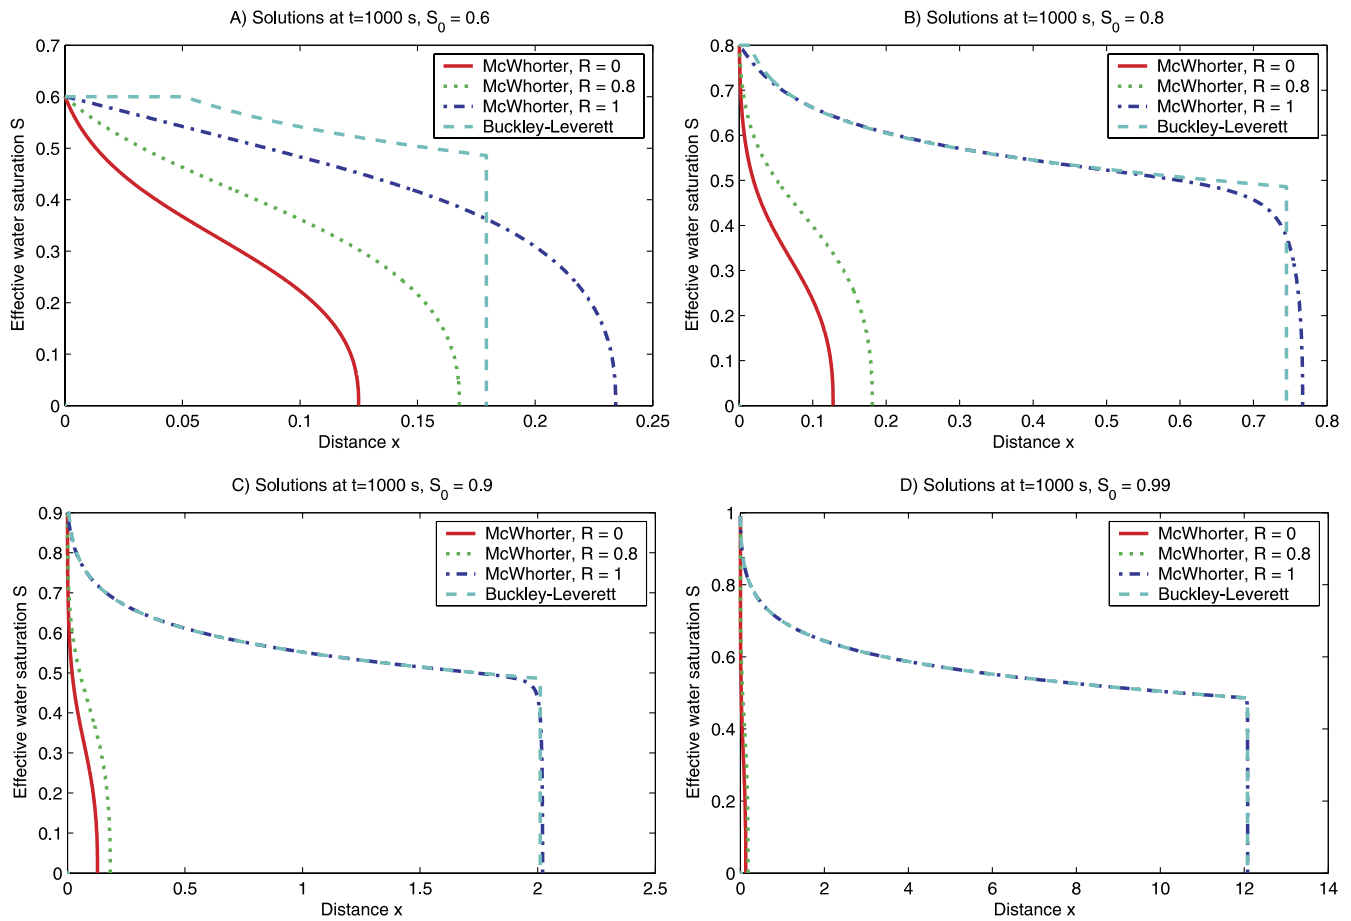 A) Solutions at t=1000 s, S0 = 0.6
Effective water saturation S
0.7
0.6
0.5
0.4
0.3
0.2
0.1
0
McWhorter, R = 0
McWhorter, R = 0.8
McWhorter, R = 1
Buckley-Leverett
0 0.05 0.1 0.15 0.2 0.25
Distance x
B) Solutions at t=1000 s, S0 = 0.8
Effective water saturation S
0.8
0.7
0.6
0.5
0.4
0.3
0.2
0.1
0
McWhorter, R = 0
McWhorter, R = 0.8
McWhorter, R = 1
Buckley-Leverett
0 0.1 0.2 0.3 0.4 0.5 0.6 0.7 0.8
Distance x
C) Solutions at t=1000 s, S0 = 0.9
Effective water saturation S
0.9
0.8
0.7
0.6
0.5
0.4
0.3
0.2
0.1
0
McWhorter, R = 0
McWhorter, R = 0.8
McWhorter, R = 1
Buckley-Leverett
0 0.5 1 1.5 2 2.5
Distance x
D) Solutions at t=1000 s, S0 = 0.99
Effective water saturation S
1
0.8
0.6
0.4
0.2
0
McWhorter, R = 0
McWhorter, R = 0.8
McWhorter, R = 1
Buckley-Leverett
0 2 4 6 8 10 12 14
Distance x